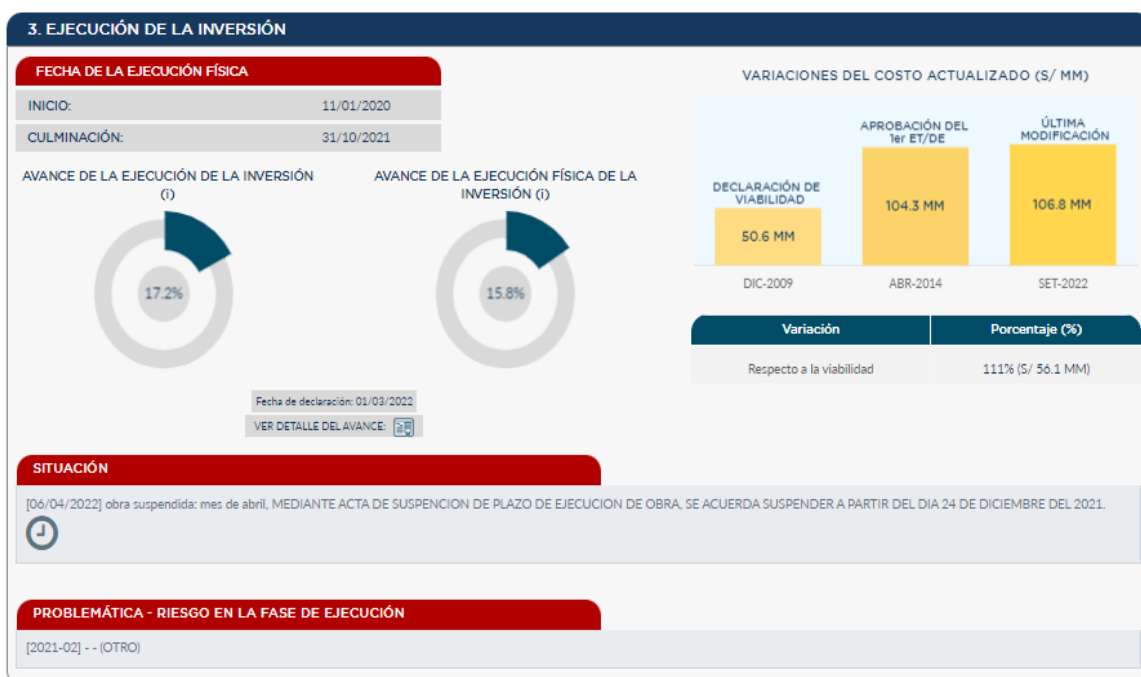 3. EJECUCIÓN DE LA INVERSIÓN
FECHA DE LA EJECUCIÓN FÍSICA
INICIO: 11/01/2020
CULMINACIÓN: 31/10/2021
AVANCE DE LA EJECUCIÓN DE LA INVERSIÓN
(i)
17.2%
AVANCE DE LA EJECUCIÓN FÍSICA DE LA
INVERSIÓN (i)
15.8%
Fecha de declaración: 01/03/2022
VER DETALLE DEL AVANCE:
VARIACIONES DEL COSTO ACTUALIZADO (S/ MM)
DECLARACIÓN DE
VIABILIDAD
50.6 MM
DIC-2009
APROBACIÓN DEL
1er ET/DE
104.3 MM
ABR-2014
ÚLTIMA
MODIFICACIÓN
106.8 MM
SET-2022
Variación Porcentaje (%)
Respecto a la viabilidad 111% (S/ 56.1 MM)
SITUACIÓN
[06/04/2022] obra suspendida: mes de abril, MEDIANTE ACTA DE SUSPENCION DE PLAZO DE EJECUCION DE OBRA, SE ACUERDA SUSPENDER A PARTIR DEL DIA 24 DE DICIEMBRE DEL 2021.
PROBLEMÁTICA - RIESGO EN LA FASE DE EJECUCIÓN
[2021-02] - - (OTRO)